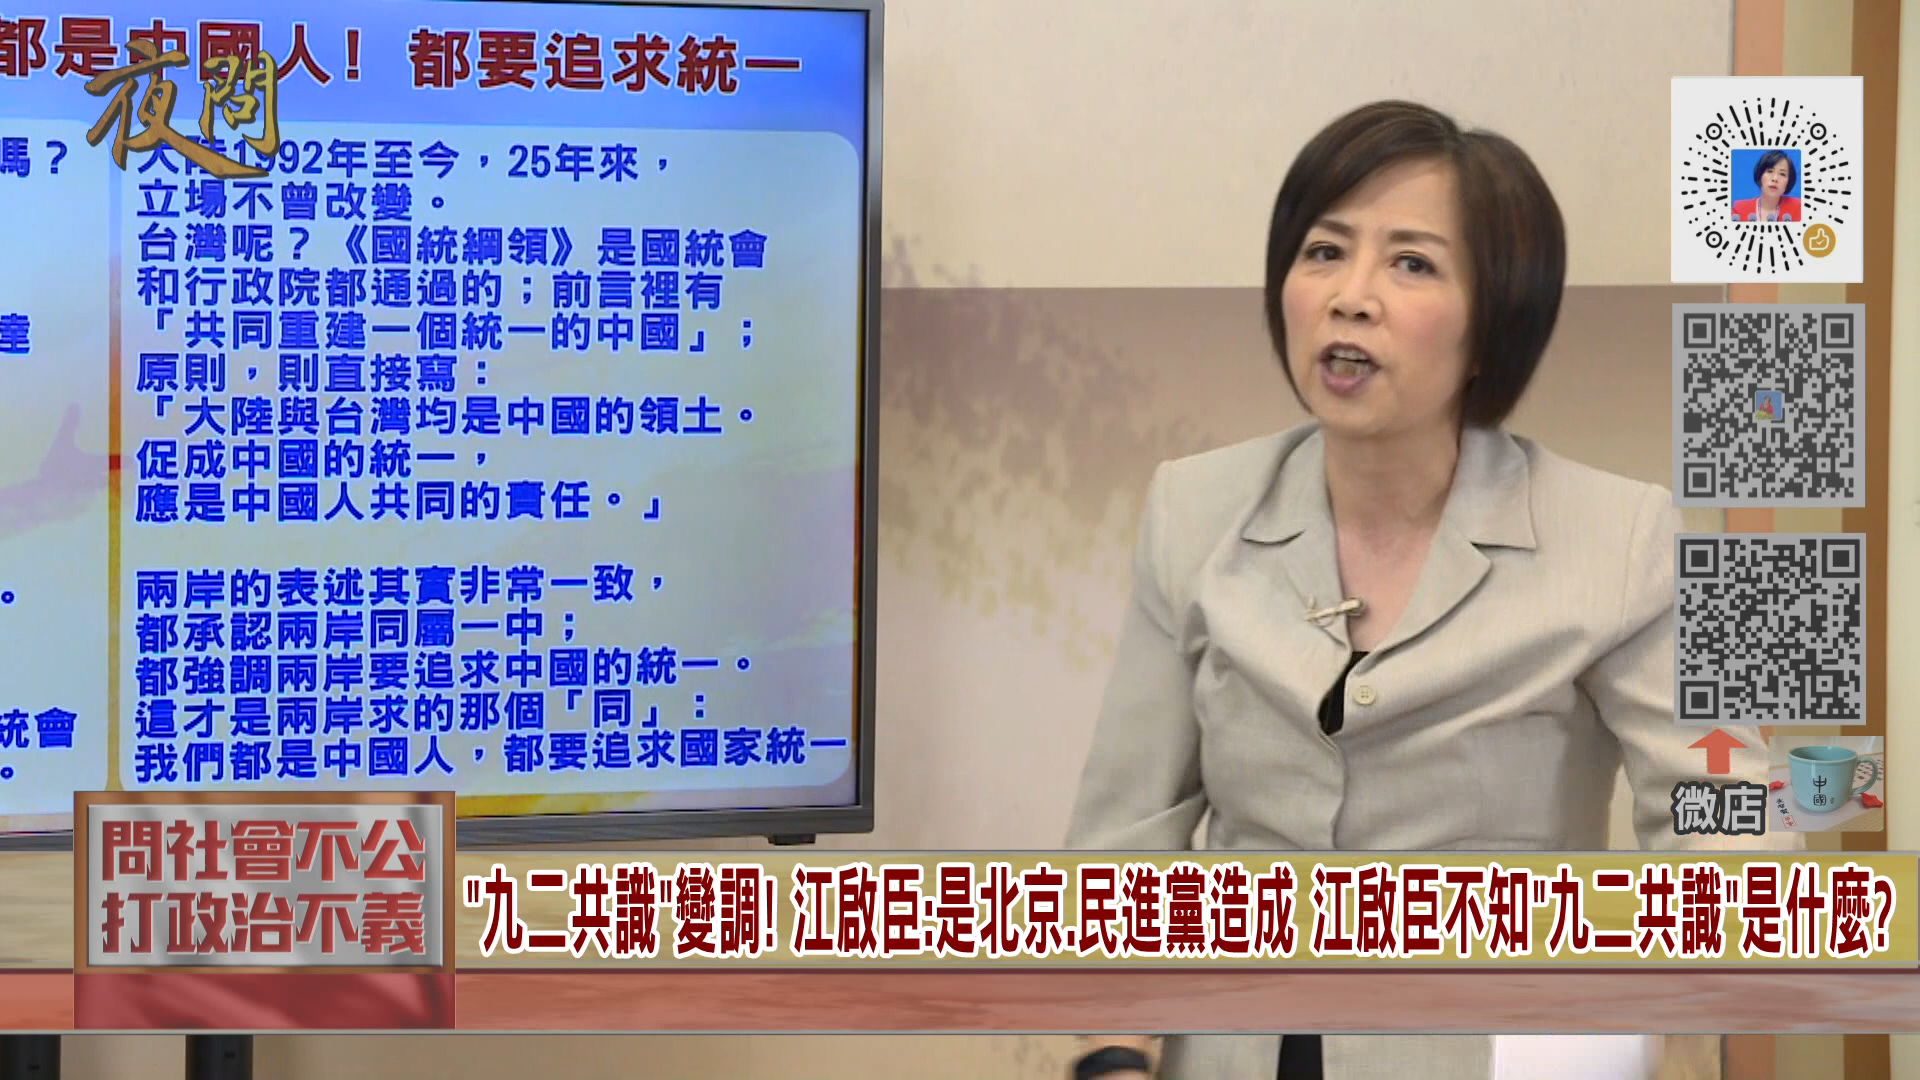 都是中國人! 都要追求統一
夜問
嗎？
達
。
統會
。
大陸1992年至今，25年來，
立場不曾改變。
台灣呢？《國統綱領》是國統會
和行政院都通過的；前言裡有
「共同重建一個統一的中國」；
原則，則直接寫：
「大陸與台灣均是中國的領土。
促成中國的統一，
應是中國人共同的責任。」
兩岸的表述其實非常一致，
都承認兩岸同屬一中；
都強調兩岸要追求中國的統一。
這才是兩岸求的那個「同」：
我們都是中國人，都要追求國家統一
微店
中國
問社會不公
打政治不義
"九二共識"變調! 江啟臣:是北京.民進黨造成 江啟臣不知"九二共識"是什麼?